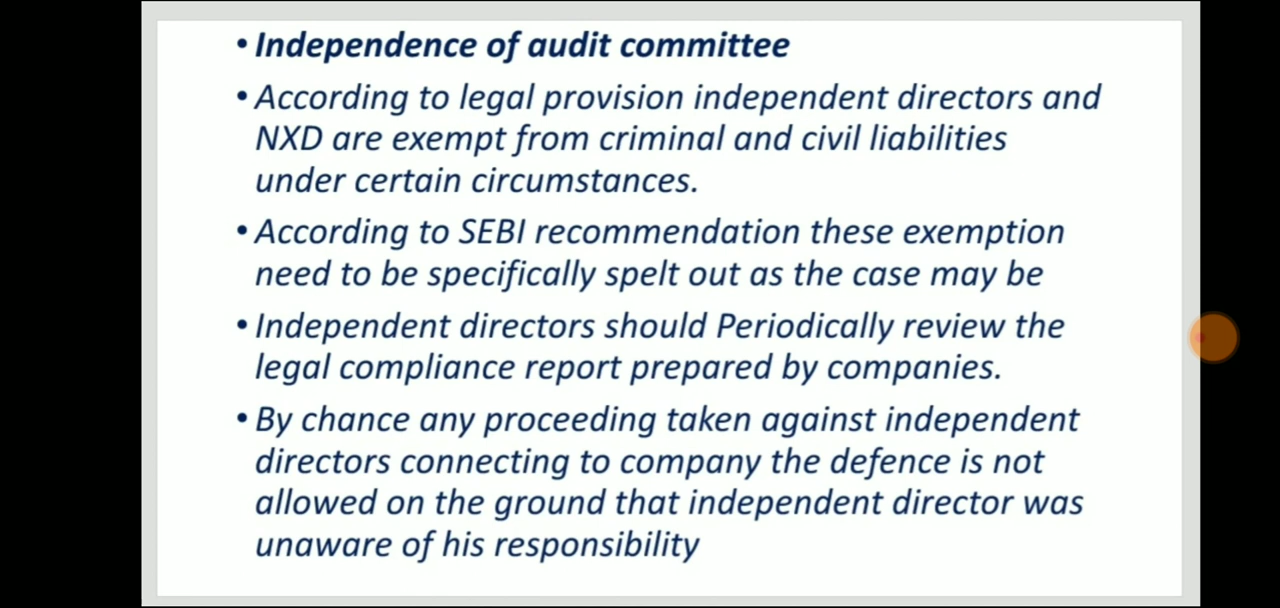 • Independence of audit committee
• According to legal provision independent directors and
NXD are exempt from criminal and civil liabilities
under certain circumstances.
• According to SEBI recommendation these exemption
need to be specifically spelt out as the case may be
• Independent directors should Periodically review the
legal compliance report prepared by companies.
• By chance any proceeding taken against independent
directors connecting to company the defence is not
allowed on the ground that independent director was
unaware of his responsibility